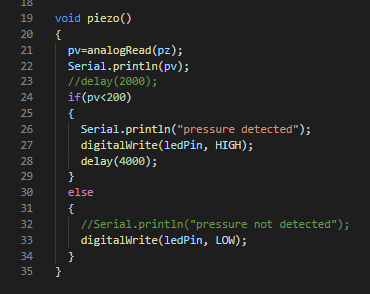 18
19 void piezo()
20 {
21 pv=analogRead(pz);
22 Serial.println(pv);
23 //delay(2000);
24 if(pv<200)
25 {
26 Serial.println("pressure detected");
27 digitalWrite(ledPin, HIGH);
28 delay(4000);
29 }
30 else
31 {
32 //Serial.println("pressure not detected");
33 digitalWrite(ledPin, LOW);
34 }
35 }